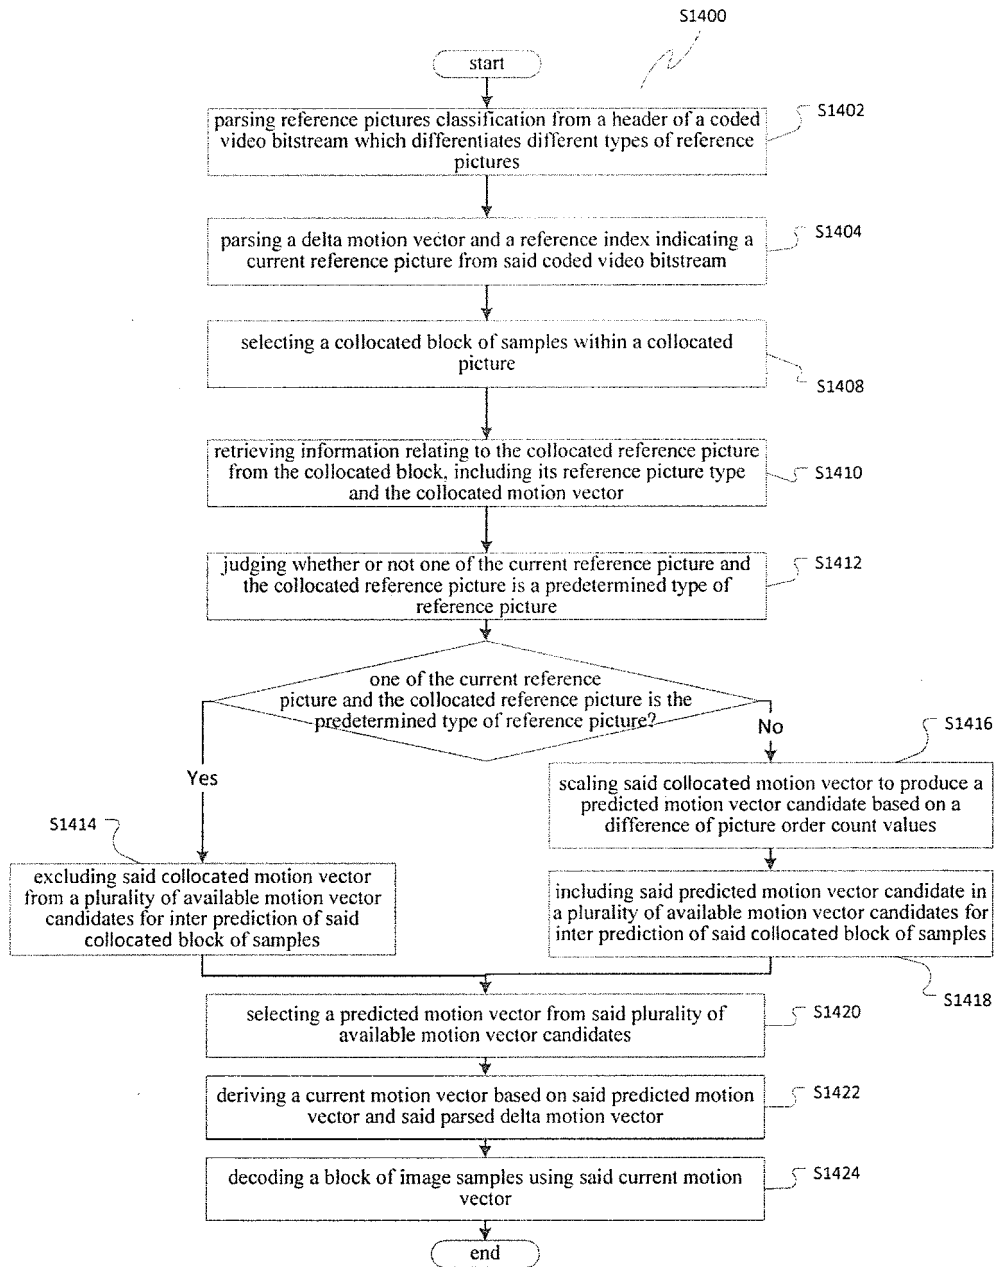 S1400
start
parsing reference pictures classification from a header of a coded
video bitstream which differentiates different types of reference
pictures
S1402
parsing a delta motion vector and a reference index indicating a
current reference picture from said coded video bitstream
S1404
selecting a collocated block of samples within a collocated
picture
S1408
retrieving information relating to the collocated reference picture
from the collocated block, including its reference picture type
and the collocated motion vector
S1410
judging whether or not one of the current reference picture and
the collocated reference picture is a predetermined type of
reference picture
S1412
one of the current reference
picture and the collocated reference picture is the
predetermined type of reference picture?
Yes
No
S1416
scaling said collocated motion vector to produce a
predicted motion vector candidate based on a
difference of picture order count values
S1414
excluding said collocated motion vector
from a plurality of available motion vector
candidates for inter prediction of said
collocated block of samples
including said predicted motion vector candidate in
a plurality of available motion vector candidates for
inter prediction of said collocated block of samples
S1418
selecting a predicted motion vector from said plurality of
available motion vector candidates
S1420
deriving a current motion vector based on said predicted motion
vector and said parsed delta motion vector
S1422
decoding a block of image samples using said current motion
vector
S1424
end